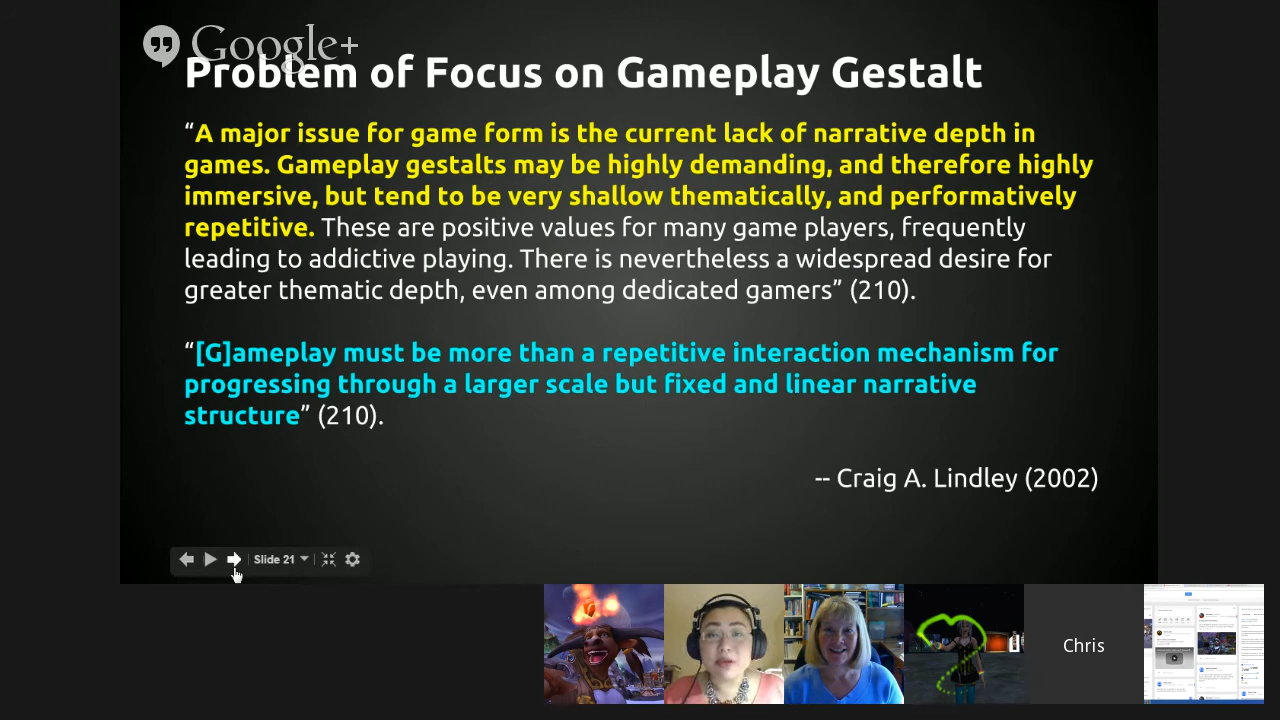 Google+
Problem of Focus on Gameplay Gestalt
“A major issue for game form is the current lack of narrative depth in
games. Gameplay gestalts may be highly demanding, and therefore highly
immersive, but tend to be very shallow thematically, and performatively
repetitive. These are positive values for many game players, frequently
leading to addictive playing. There is nevertheless a widespread desire for
greater thematic depth, even among dedicated gamers” (210).
“[G]ameplay must be more than a repetitive interaction mechanism for
progressing through a larger scale but fixed and linear narrative
structure” (210).
-- Craig A. Lindley (2002)
Slide 21
Chris